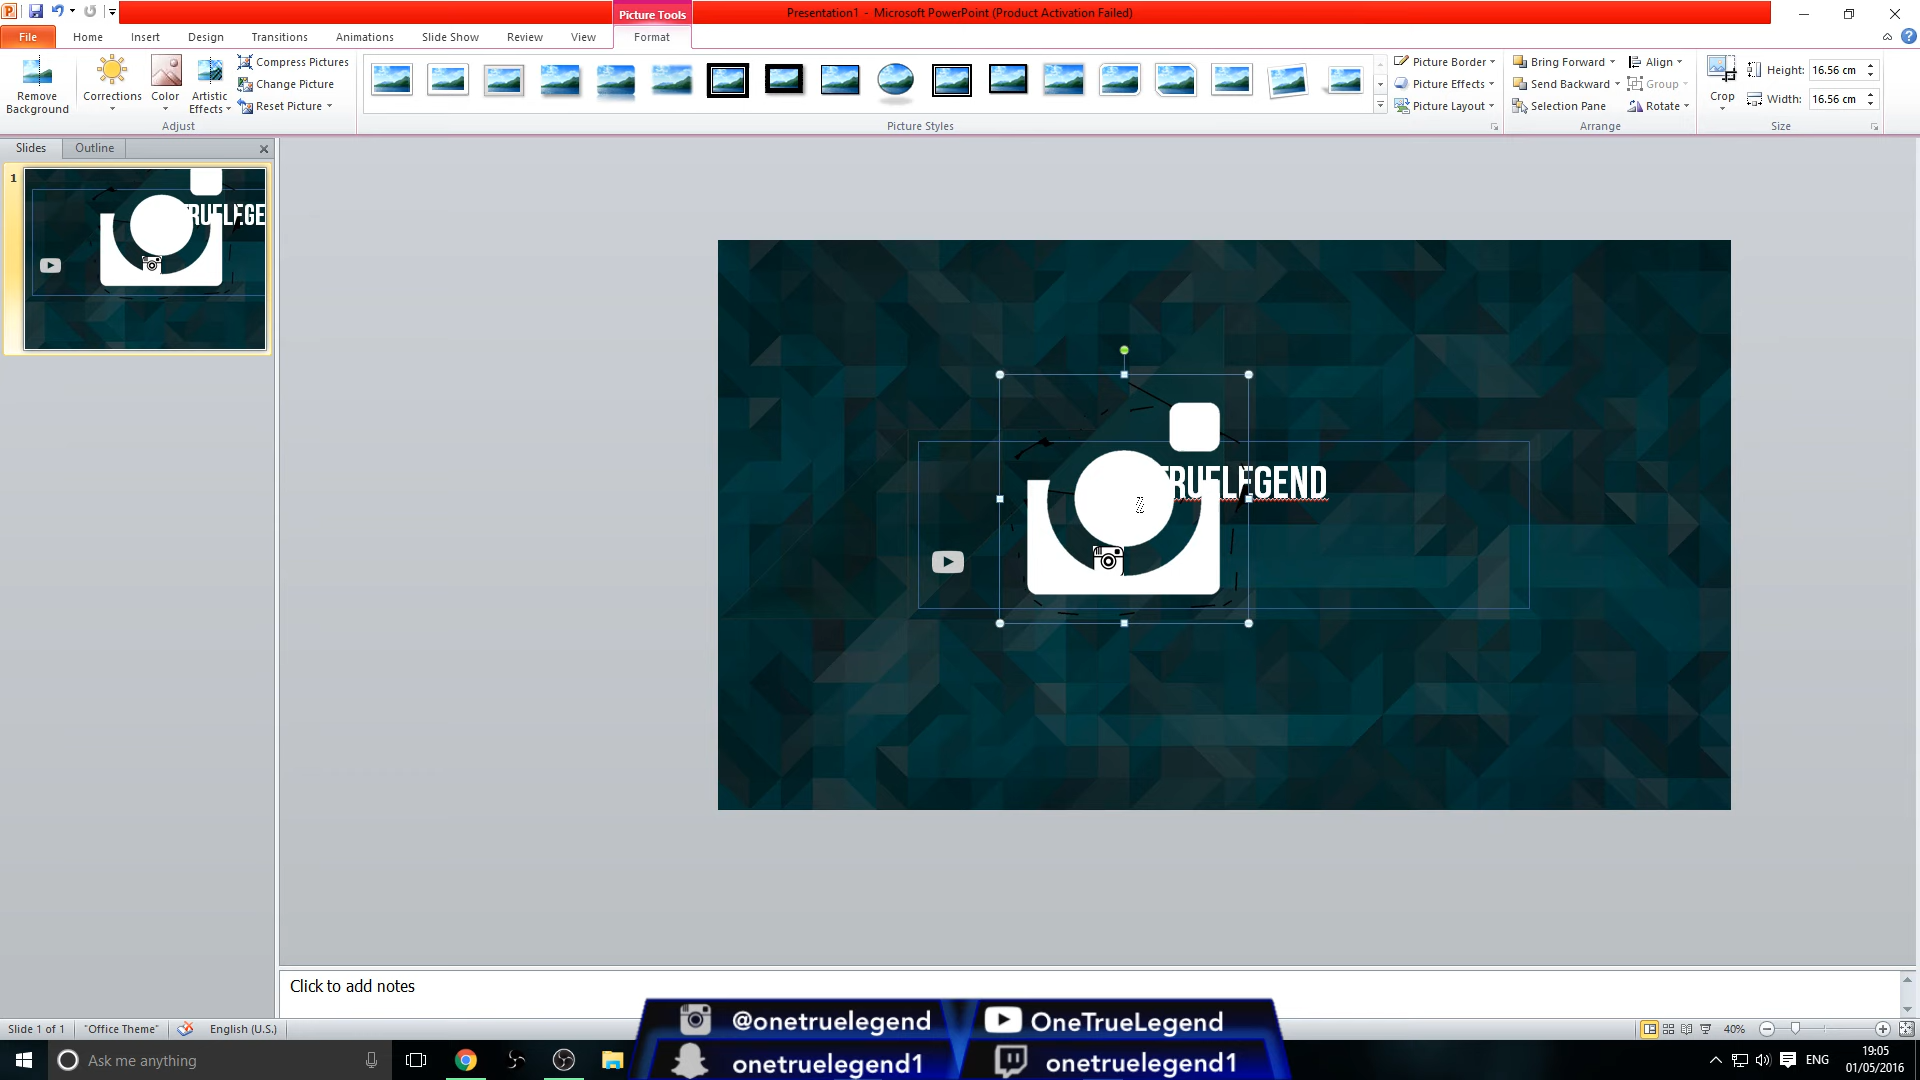 Picture Tools
Presentation1 - Microsoft PowerPoint (Product Activation Failed)
File
Home
Insert
Design
Transitions
Animations
Slide Show
Review
View
Format
Remove Background
Corrections
Color
Artistic Effects
Compress Pictures
Change Picture
Reset Picture
Adjust
Picture Styles
Picture Border
Picture Effects
Picture Layout
Bring Forward
Send Backward
Selection Pane
Align
Group
Rotate
Arrange
Crop
Height: 16.56 cm
Width: 16.56 cm
Size
Slides
Outline
1
RUELEGE
TRUELEGEND
Click to add notes
Slide 1 of 1
"Office Theme"
English (U.S.)
40%
@onetruelegend
OneTrueLegend
onetruelegend1
onetruelegend1
Ask me anything
ENG
19:05
01/05/2016